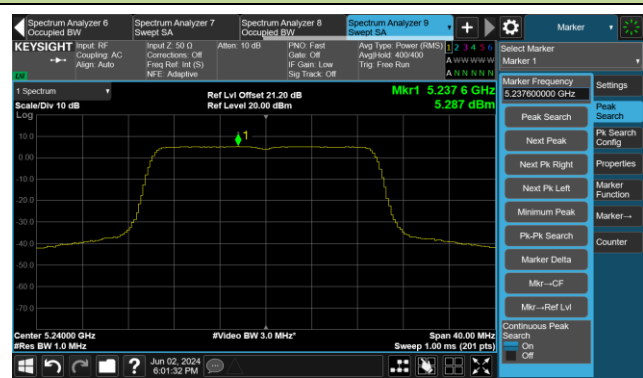 Spectrum Analyzer 6
Occupied BW
Spectrum Analyzer 7
Swept SA
Spectrum Analyzer 8
Occupied BW
Spectrum Analyzer 9
Swept SA
+
Marker
KEYSIGHT
Input: RF
Coupling: AC
Align: Auto
Input Z: 50 Ω
Corrections: Off
Freq Ref: Int (S)
NFE: Adaptive
Atten: 10 dB
PNO: Fast
Gate: Off
IF Gain: Low
Sig Track: Off
Avg Type: Power (RMS)
Avg|Hold: 400/400
Trig: Free Run
1 2 3 4 5 6
A WW WW W
A N N N N N
LW
Select Marker
Marker 1
1 Spectrum
Scale/Div 10 dB
Log
Ref Lvl Offset 21.20 dB
Ref Level 20.00 dBm
Mkr1 5.237 6 GHz
5.287 dBm
1
10.0
0.00
-10.0
-20.0
-30.0
-40.0
-50.0
-60.0
-70.0
Center 5.24000 GHz
#Res BW 1.0 MHz
#Video BW 3.0 MHz*
Span 40.00 MHz
Sweep 1.00 ms (201 pts)
Marker Frequency
5.237600000 GHz
Peak Search
Next Peak
Next Pk Right
Next Pk Left
Minimum Peak
Pk-Pk Search
Marker Delta
Mkr→CF
Mkr→Ref Lvl
Continuous Peak
Search
On
Off
Settings
Peak
Search
Pk Search
Config
Properties
Marker
Function
Marker→
Counter
?
Jun 02, 2024
6:01:32 PM